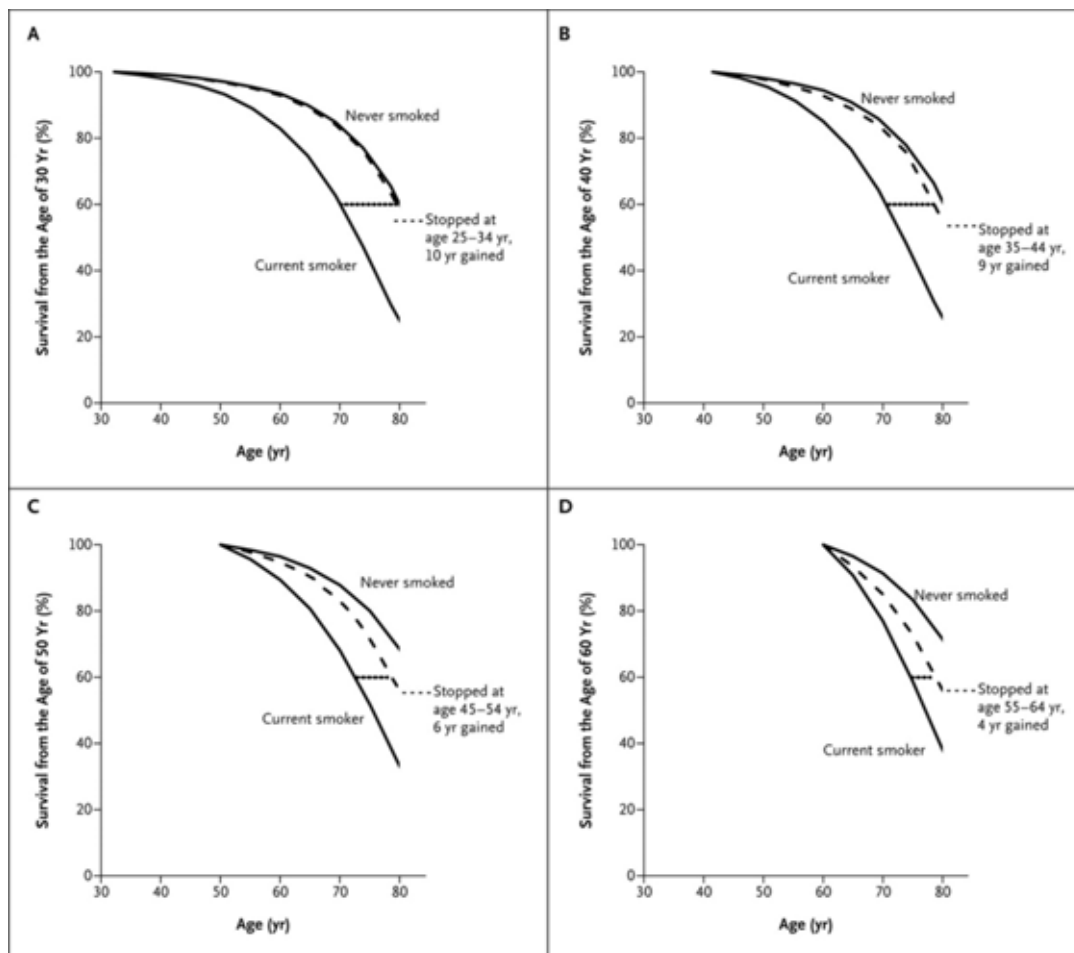 A
Survival from the Age of 30 Yr (%)
100
80
60
40
20
0
Never smoked
Stopped at
age 25–34 yr,
10 yr gained
Current smoker
30 40 50 60 70 80
Age (yr)
B
Survival from the Age of 40 Yr (%)
100
80
60
40
20
0
Never smoked
Stopped at
age 35–44 yr,
9 yr gained
Current smoker
30 40 50 60 70 80
Age (yr)
C
Survival from the Age of 50 Yr (%)
100
80
60
40
20
0
Never smoked
Stopped at
age 45–54 yr,
6 yr gained
Current smoker
30 40 50 60 70 80
Age (yr)
D
Survival from the Age of 60 Yr (%)
100
80
60
40
20
0
Never smoked
Stopped at
age 55–64 yr,
4 yr gained
Current smoker
30 40 50 60 70 80
Age (yr)